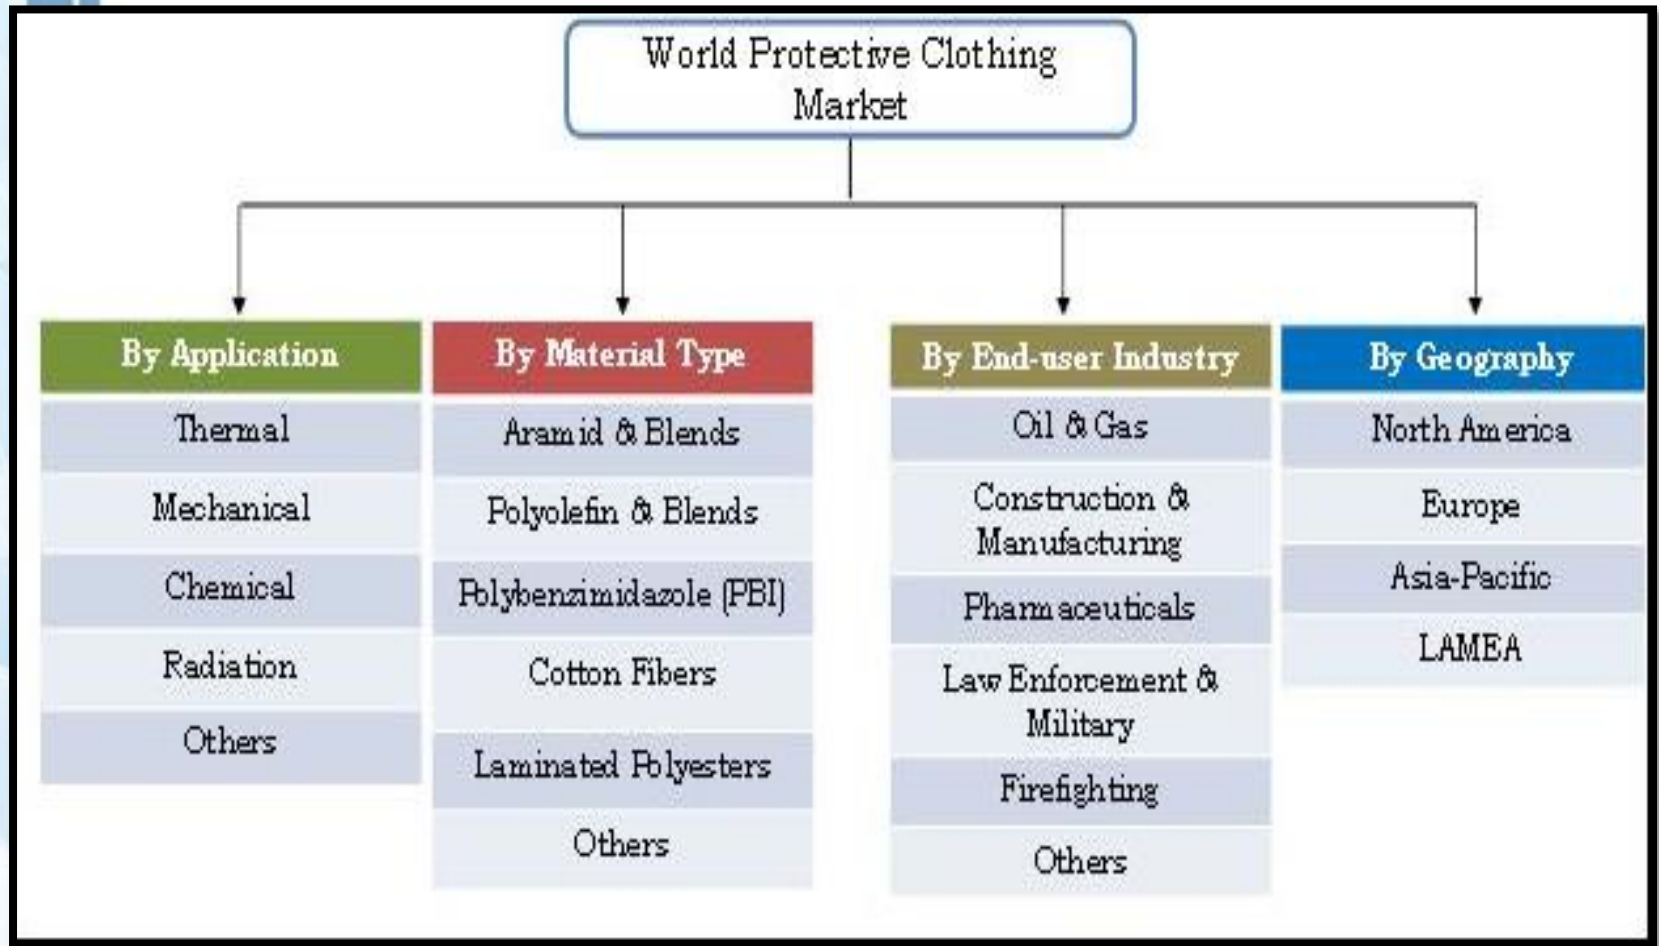 World Protective Clothing
Market
By Application
Thermal
Mechanical
Chemical
Radiation
Others
By Material Type
Aramid & Blends
Polyolefin & Blends
Polybenzimidazole (PBI)
Cotton Fibers
Laminated Polyesters
Others
By End-user Industry
Oil & Gas
Construction &
Manufacturing
Pharmaceuticals
Law Enforcement &
Military
Firefighting
Others
By Geography
North America
Europe
Asia-Pacific
LAMEA